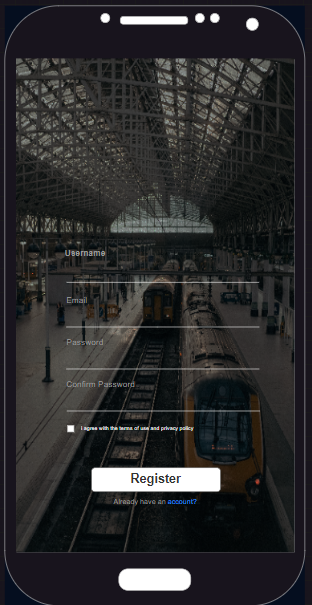 Username
Email
Password
Confirm Password
I agree with the terms of use and privacy policy
Register
Already have an account?